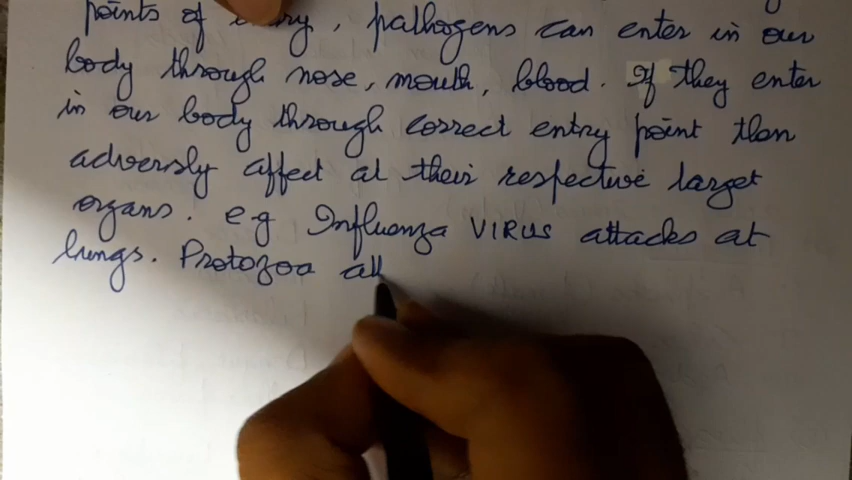 points of entry, pathogens can enter in our
body through nose, mouth, blood. If they enter
in our body through correct entry point then
adversly affect at their respective target
organs. e.g Influenza VIRUS attacks at
lungs. Protozoa